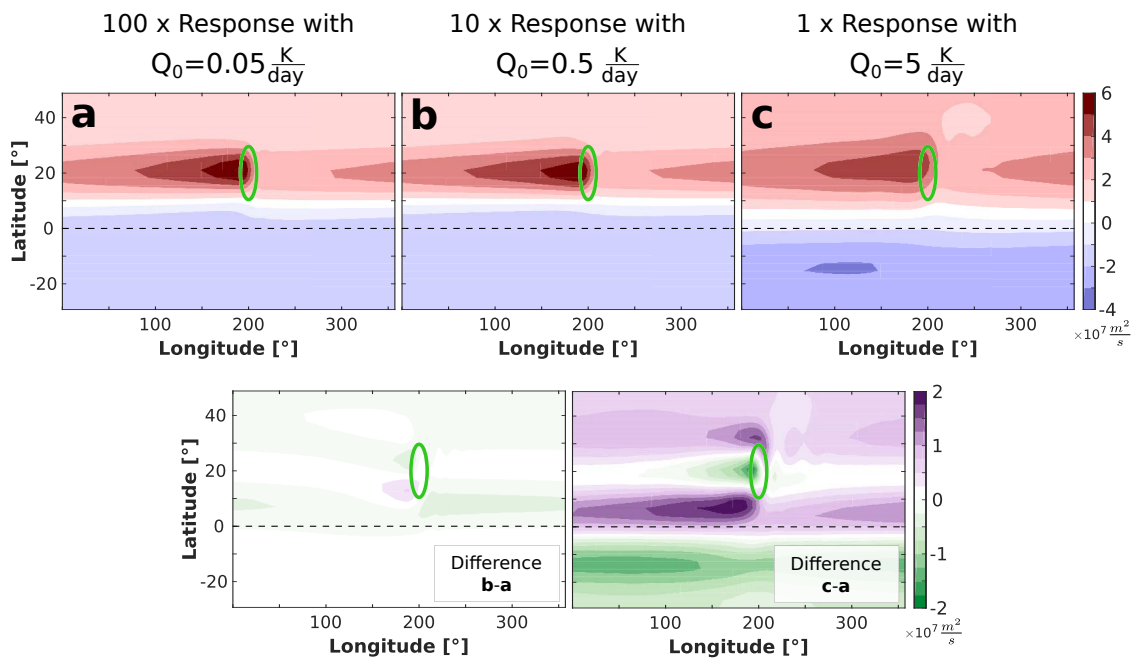 100 x Response with
Q₀=0.05 K/day
10 x Response with
Q₀=0.5 K/day
1 x Response with
Q₀=5 K/day
a
b
c
Latitude [°]
40
20
0
-20
100 200 300
100 200 300
100 200 300
Longitude [°]
Longitude [°]
Longitude [°]
6
4
2
1
0
-1
-2
-4
×10⁷ m²/s
Latitude [°]
40
20
0
-20
Difference
b-a
Difference
c-a
100 200 300
100 200 300
Longitude [°]
Longitude [°]
2
1
0
-1
-2
×10⁷ m²/s